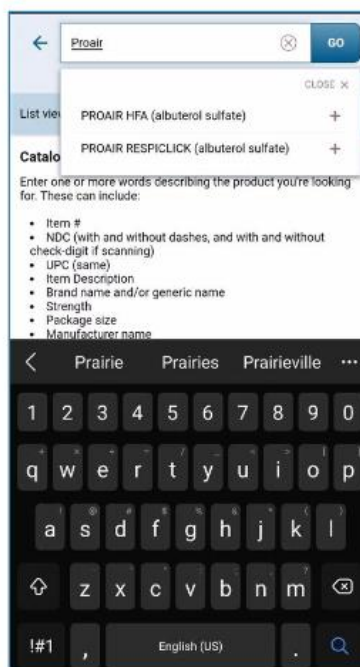 Proair
GO
CLOSE ×
List vie
PROAIR HFA (albuterol sulfate) +
PROAIR RESPICLICK (albuterol sulfate) +
Catalo
Enter one or more words describing the product you're looking
for. These can include:
• Item #
• NDC (with and without dashes, and with and without
check-digit if scanning)
• UPC (same)
• Item Description
• Brand name and/or generic name
• Strength
• Package size
• Manufacturer name
Prairie Prairies Prairieville •••
1 2 3 4 5 6 7 8 9 0
q w e r t y u i o p
a s d f g h j k l
z x c v b n m
!#1 , English (US) .